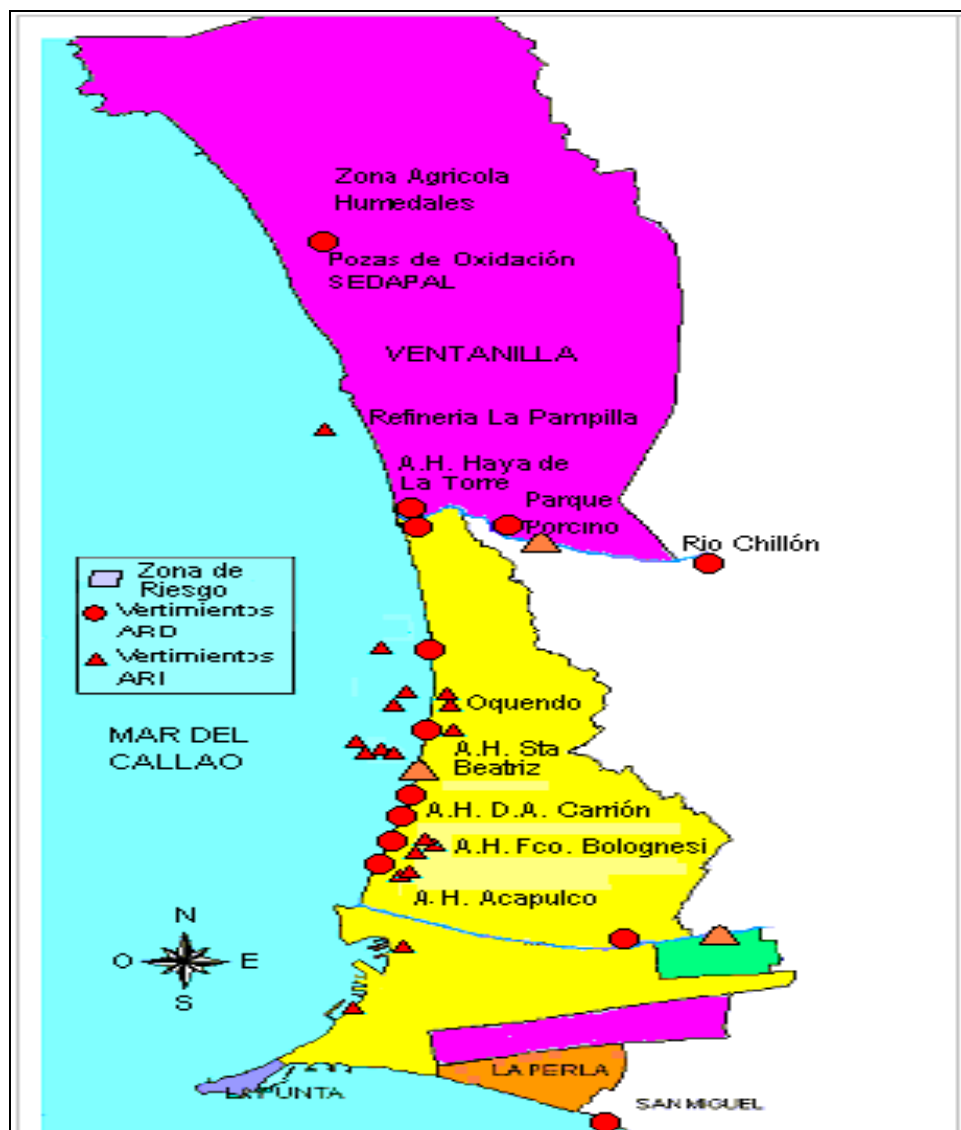 Zona Agricola
Humedales
Pozas de Oxidación
SEDAPAL
VENTANILLA
Refineria La Pampilla
A.H. Haya de
La Torre
Parque
Porcino
Rio Chillón
Zona de
Riesgo
Vertimientos
ARD
Vertimientos
ARI
Oquendo
MAR DEL
CALLAO
A.H. Sta
Beatriz
A.H. D.A. Carrión
A.H. Fco. Bolognesi
A.H. Acapulco
N
O
E
S
LA PERLA
LA PUNTA
SAN MIGUEL